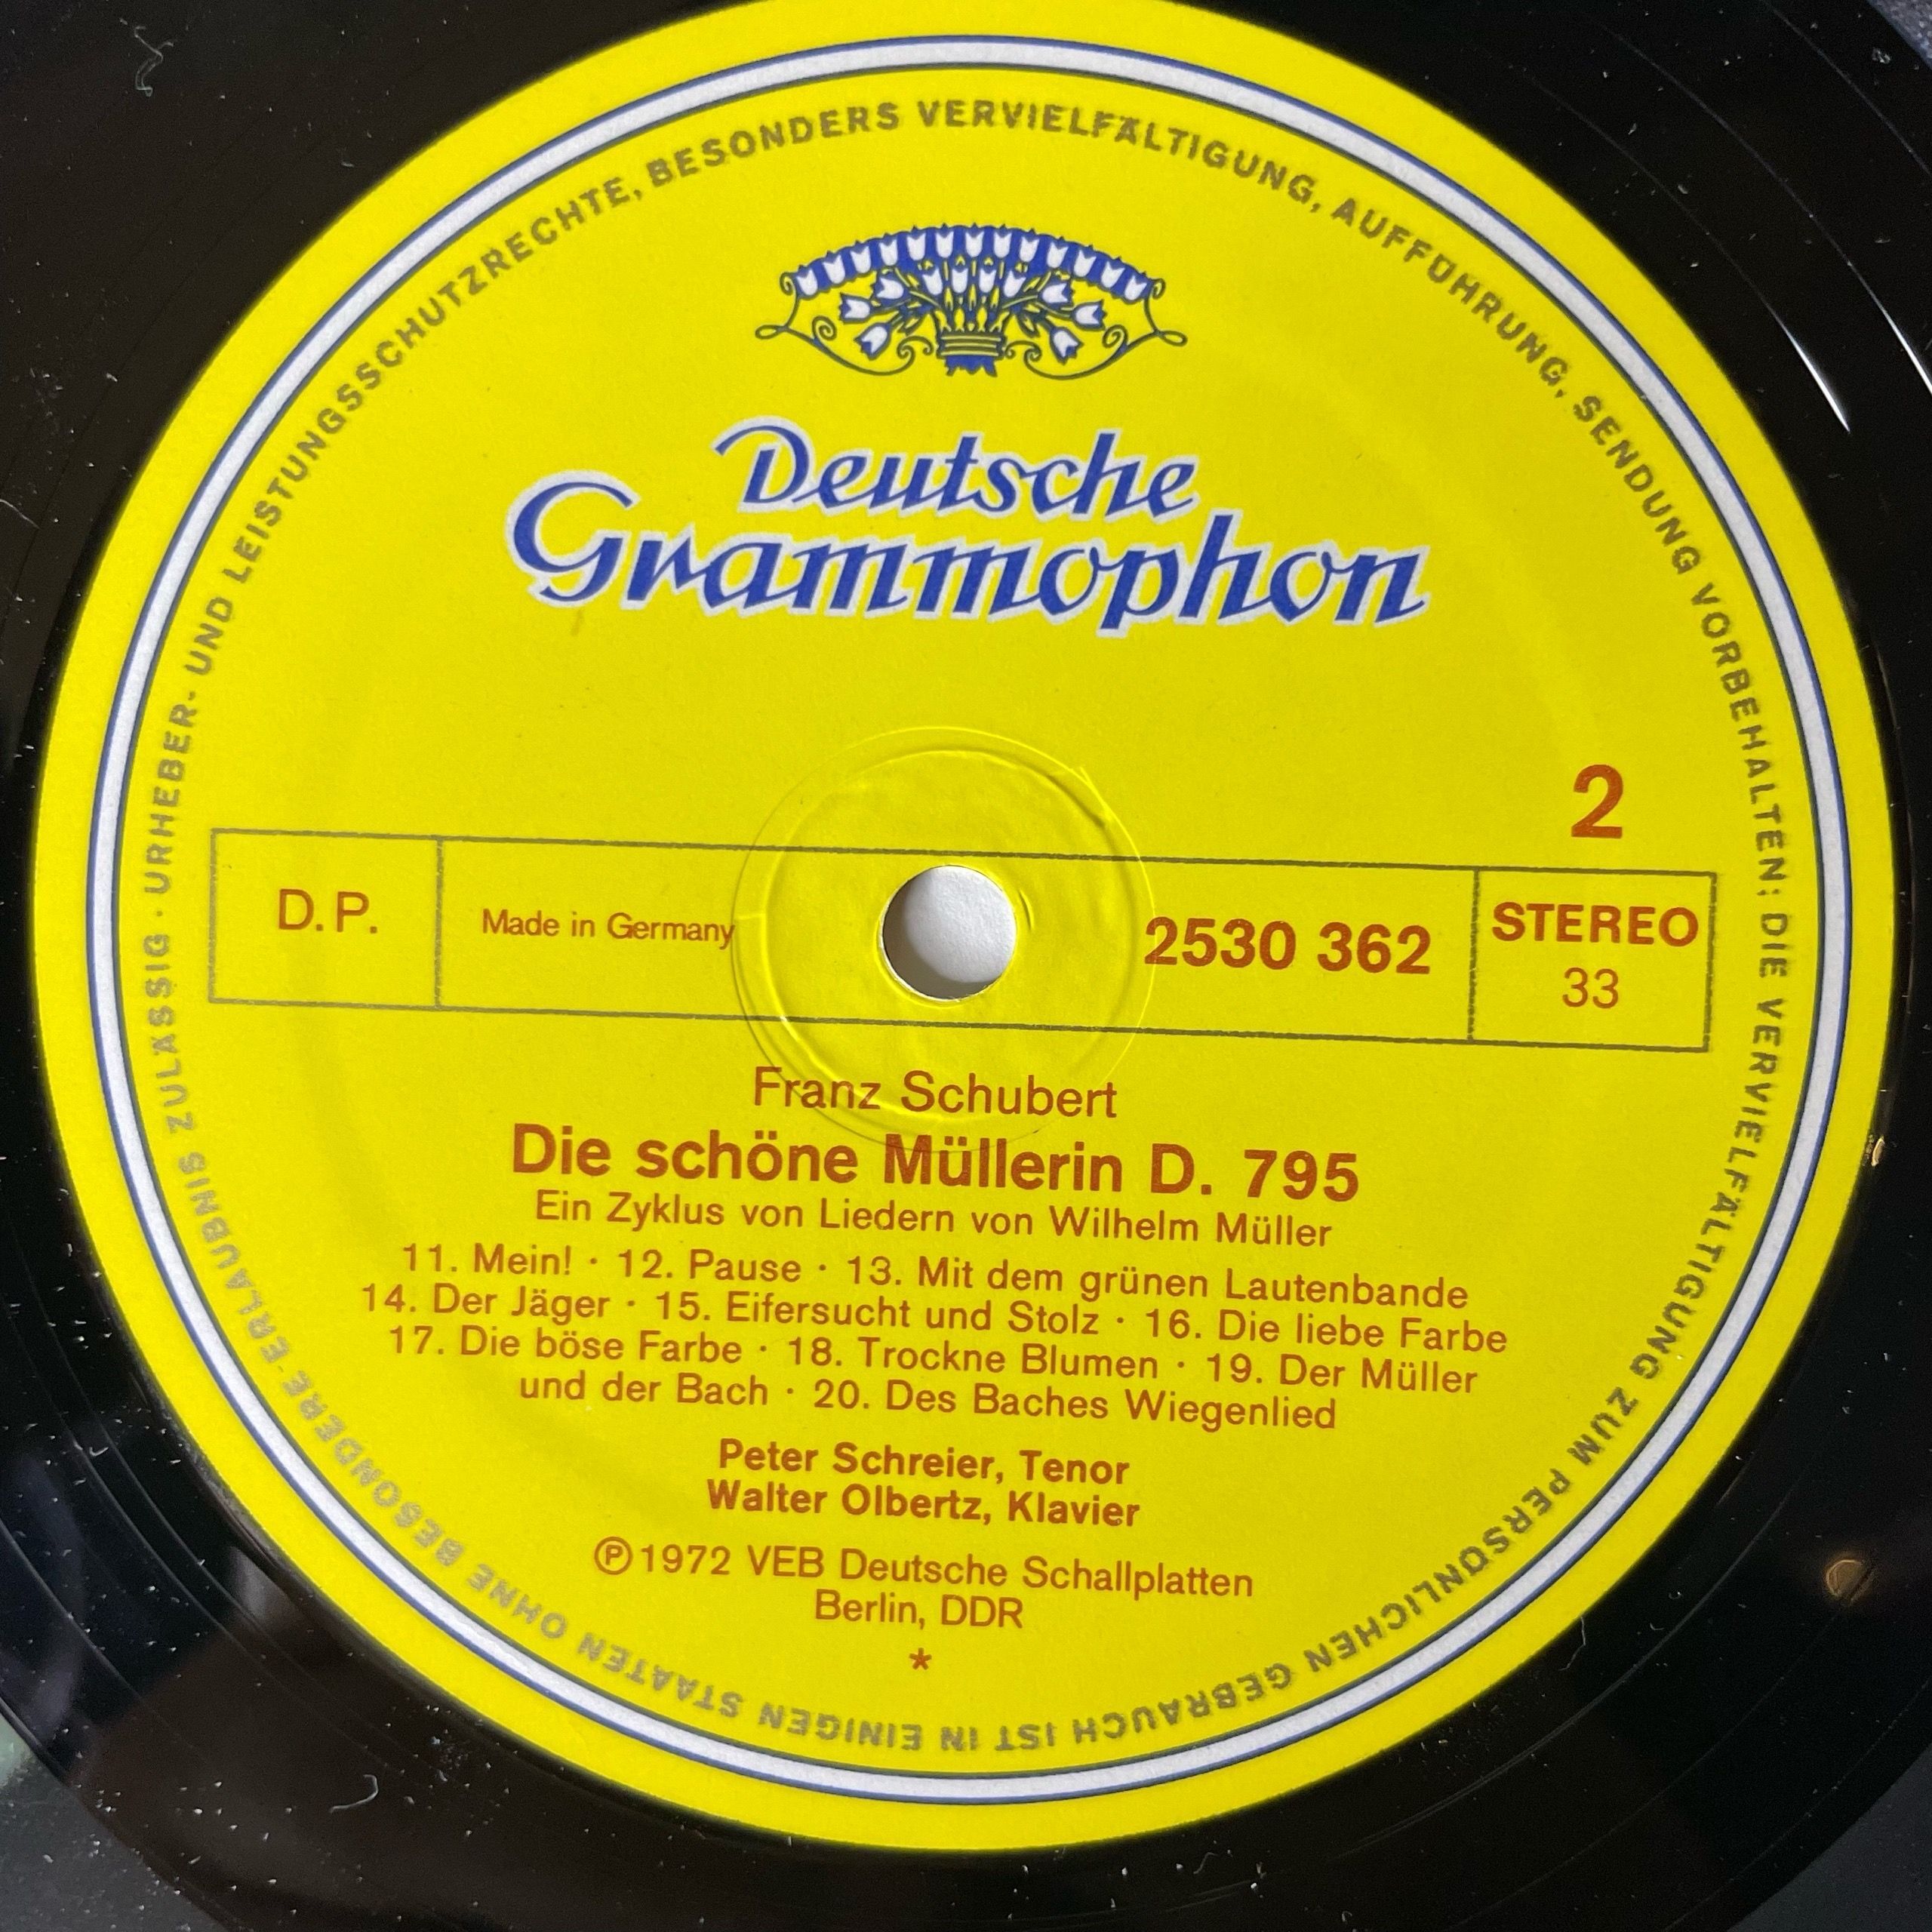 URHEBER- UND LEISTUNGSSCHUTZRECHTE, BESONDERS VERVIELFÄLTIGUNG, AUFFÜHRUNG, SENDUNG VORBEHALTEN; DIE VERVIELFÄLTIGUNG ZUM PERSÖNLICHEN GEBRAUCH IST IN EINIGEN STAATEN OHNE BESONDERE ERLAUBNIS ZULÄSSIG ·
Deutsche
Grammophon
2
D.P.
Made in Germany
2530 362
STEREO
33
Franz Schubert
Die schöne Müllerin D. 795
Ein Zyklus von Liedern von Wilhelm Müller
11. Mein! · 12. Pause · 13. Mit dem grünen Lautenbande
14. Der Jäger · 15. Eifersucht und Stolz · 16. Die liebe Farbe
17. Die böse Farbe · 18. Trockne Blumen · 19. Der Müller
und der Bach · 20. Des Baches Wiegenlied
Peter Schreier, Tenor
Walter Olbertz, Klavier
℗1972 VEB Deutsche Schallplatten
Berlin, DDR
*